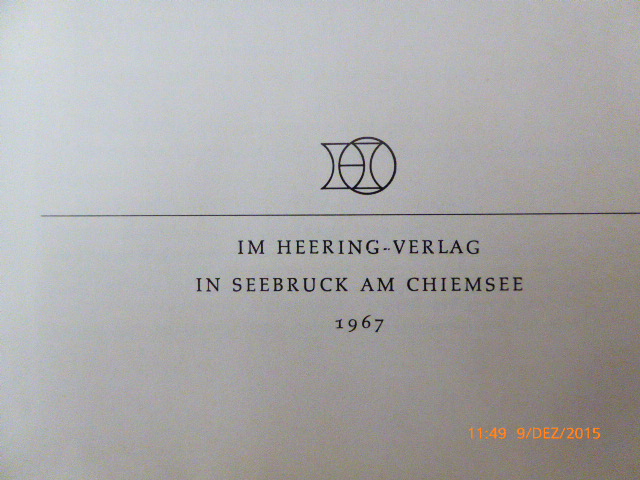 IM HEERING-VERLAG
IN SEEBRUCK AM CHIEMSEE
1967
11:49 9/DEZ/2015